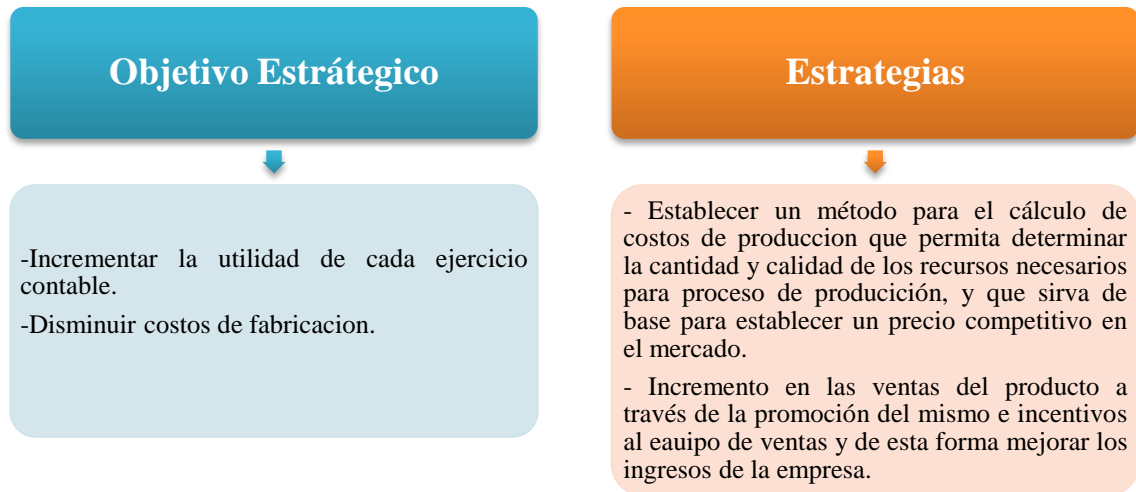 Objetivo Estrátegico
-Incrementar la utilidad de cada ejercicio
contable.
-Disminuir costos de fabricacion.
Estrategias
- Establecer un método para el cálculo de
costos de produccion que permita determinar
la cantidad y calidad de los recursos necesarios
para proceso de producición, y que sirva de
base para establecer un precio competitivo en
el mercado.
- Incremento en las ventas del producto a
través de la promoción del mismo e incentivos
al eauipo de ventas y de esta forma mejorar los
ingresos de la empresa.